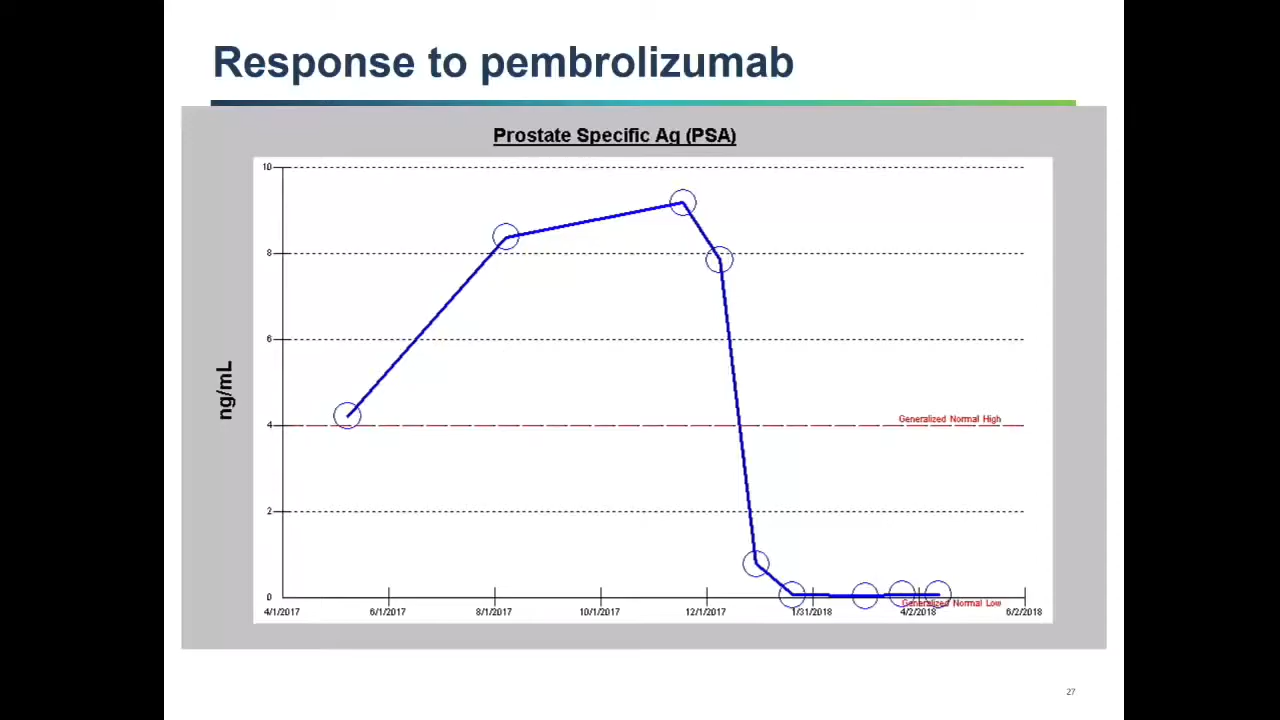 Response to pembrolizumab
Prostate Specific Ag (PSA)
ng/mL
10
8
6
4
2
0
Generalized Normal High
Generalized Normal Low
4/1/2017 6/1/2017 8/1/2017 10/1/2017 12/1/2017 1/31/2018 4/2/2018 6/2/2018
27